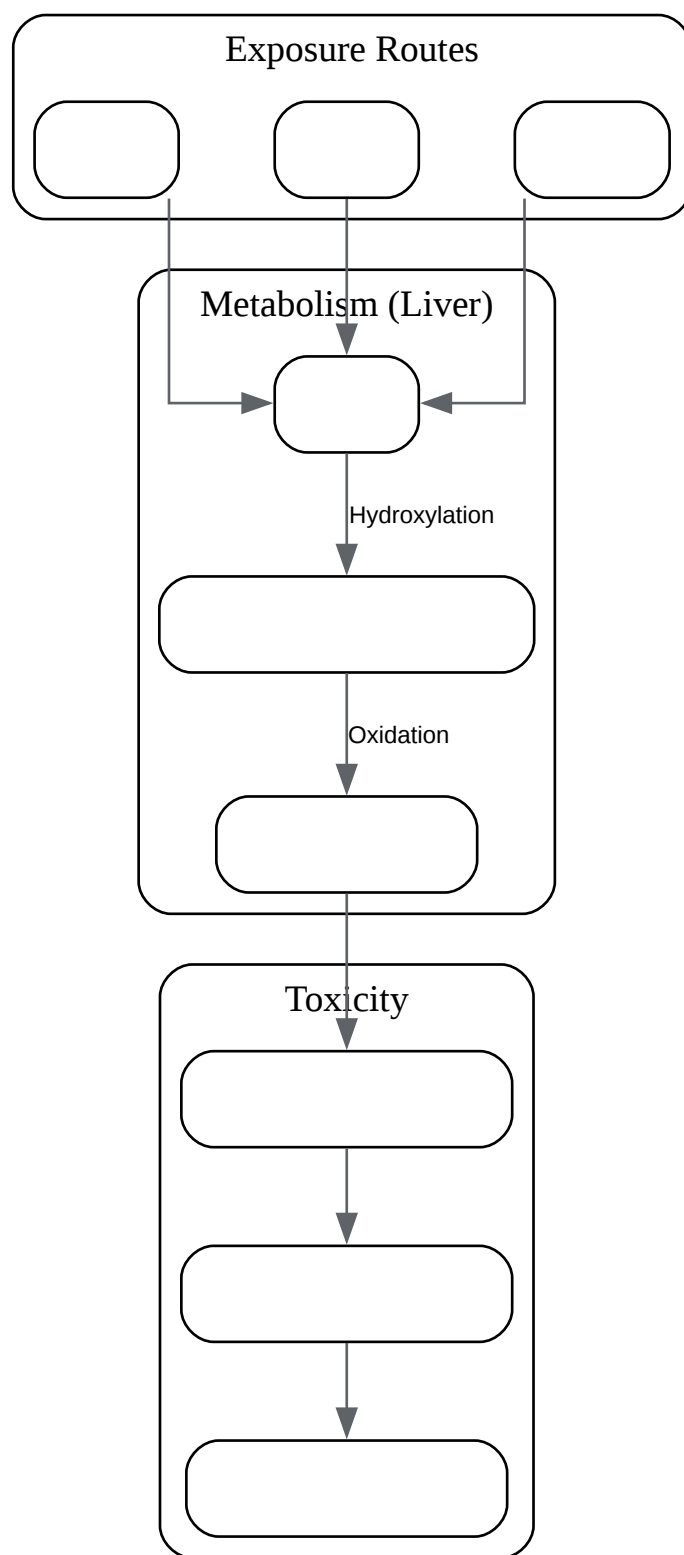 Exposure Routes
Metabolism (Liver)
Hydroxylation
Oxidation
Toxicity